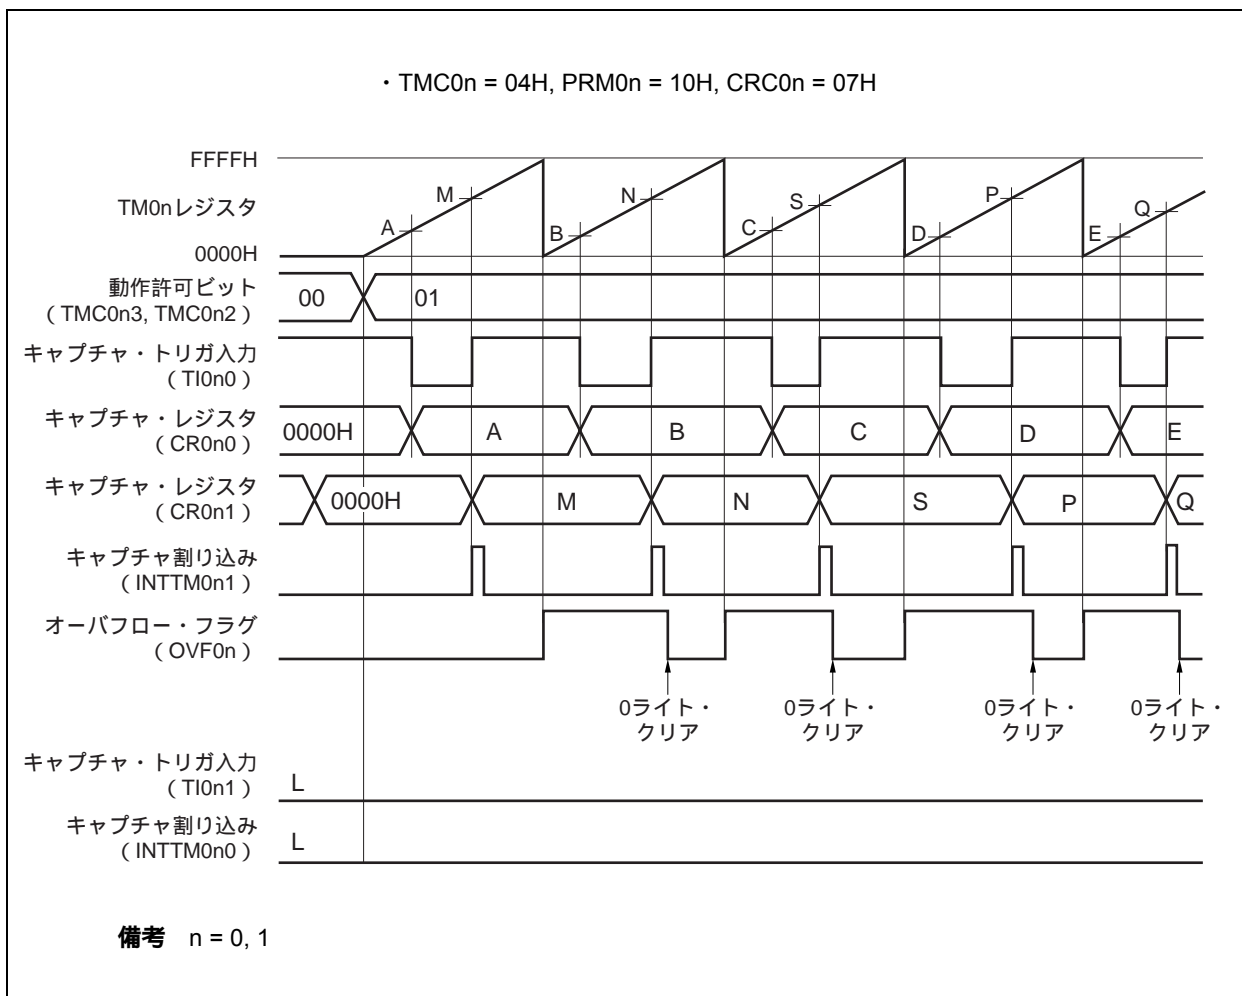 ・TMC0n = 04H, PRM0n = 10H, CRC0n = 07H
FFFFH
TM0nレジスタ
0000H
A
M
B
N
C
S
D
P
E
Q
動作許可ビット
（TMC0n3, TMC0n2）
00
01
キャプチャ・トリガ入力
（TI0n0）
キャプチャ・レジスタ
（CR0n0）
0000H
A
B
C
D
E
キャプチャ・レジスタ
（CR0n1）
0000H
M
N
S
P
Q
キャプチャ割り込み
（INTTM0n1）
オーバフロー・フラグ
（OVF0n）
0ライト・
クリア
0ライト・
クリア
0ライト・
クリア
0ライト・
クリア
キャプチャ・トリガ入力
（TI0n1）
L
キャプチャ割り込み
（INTTM0n0）
L
備考 n = 0, 1